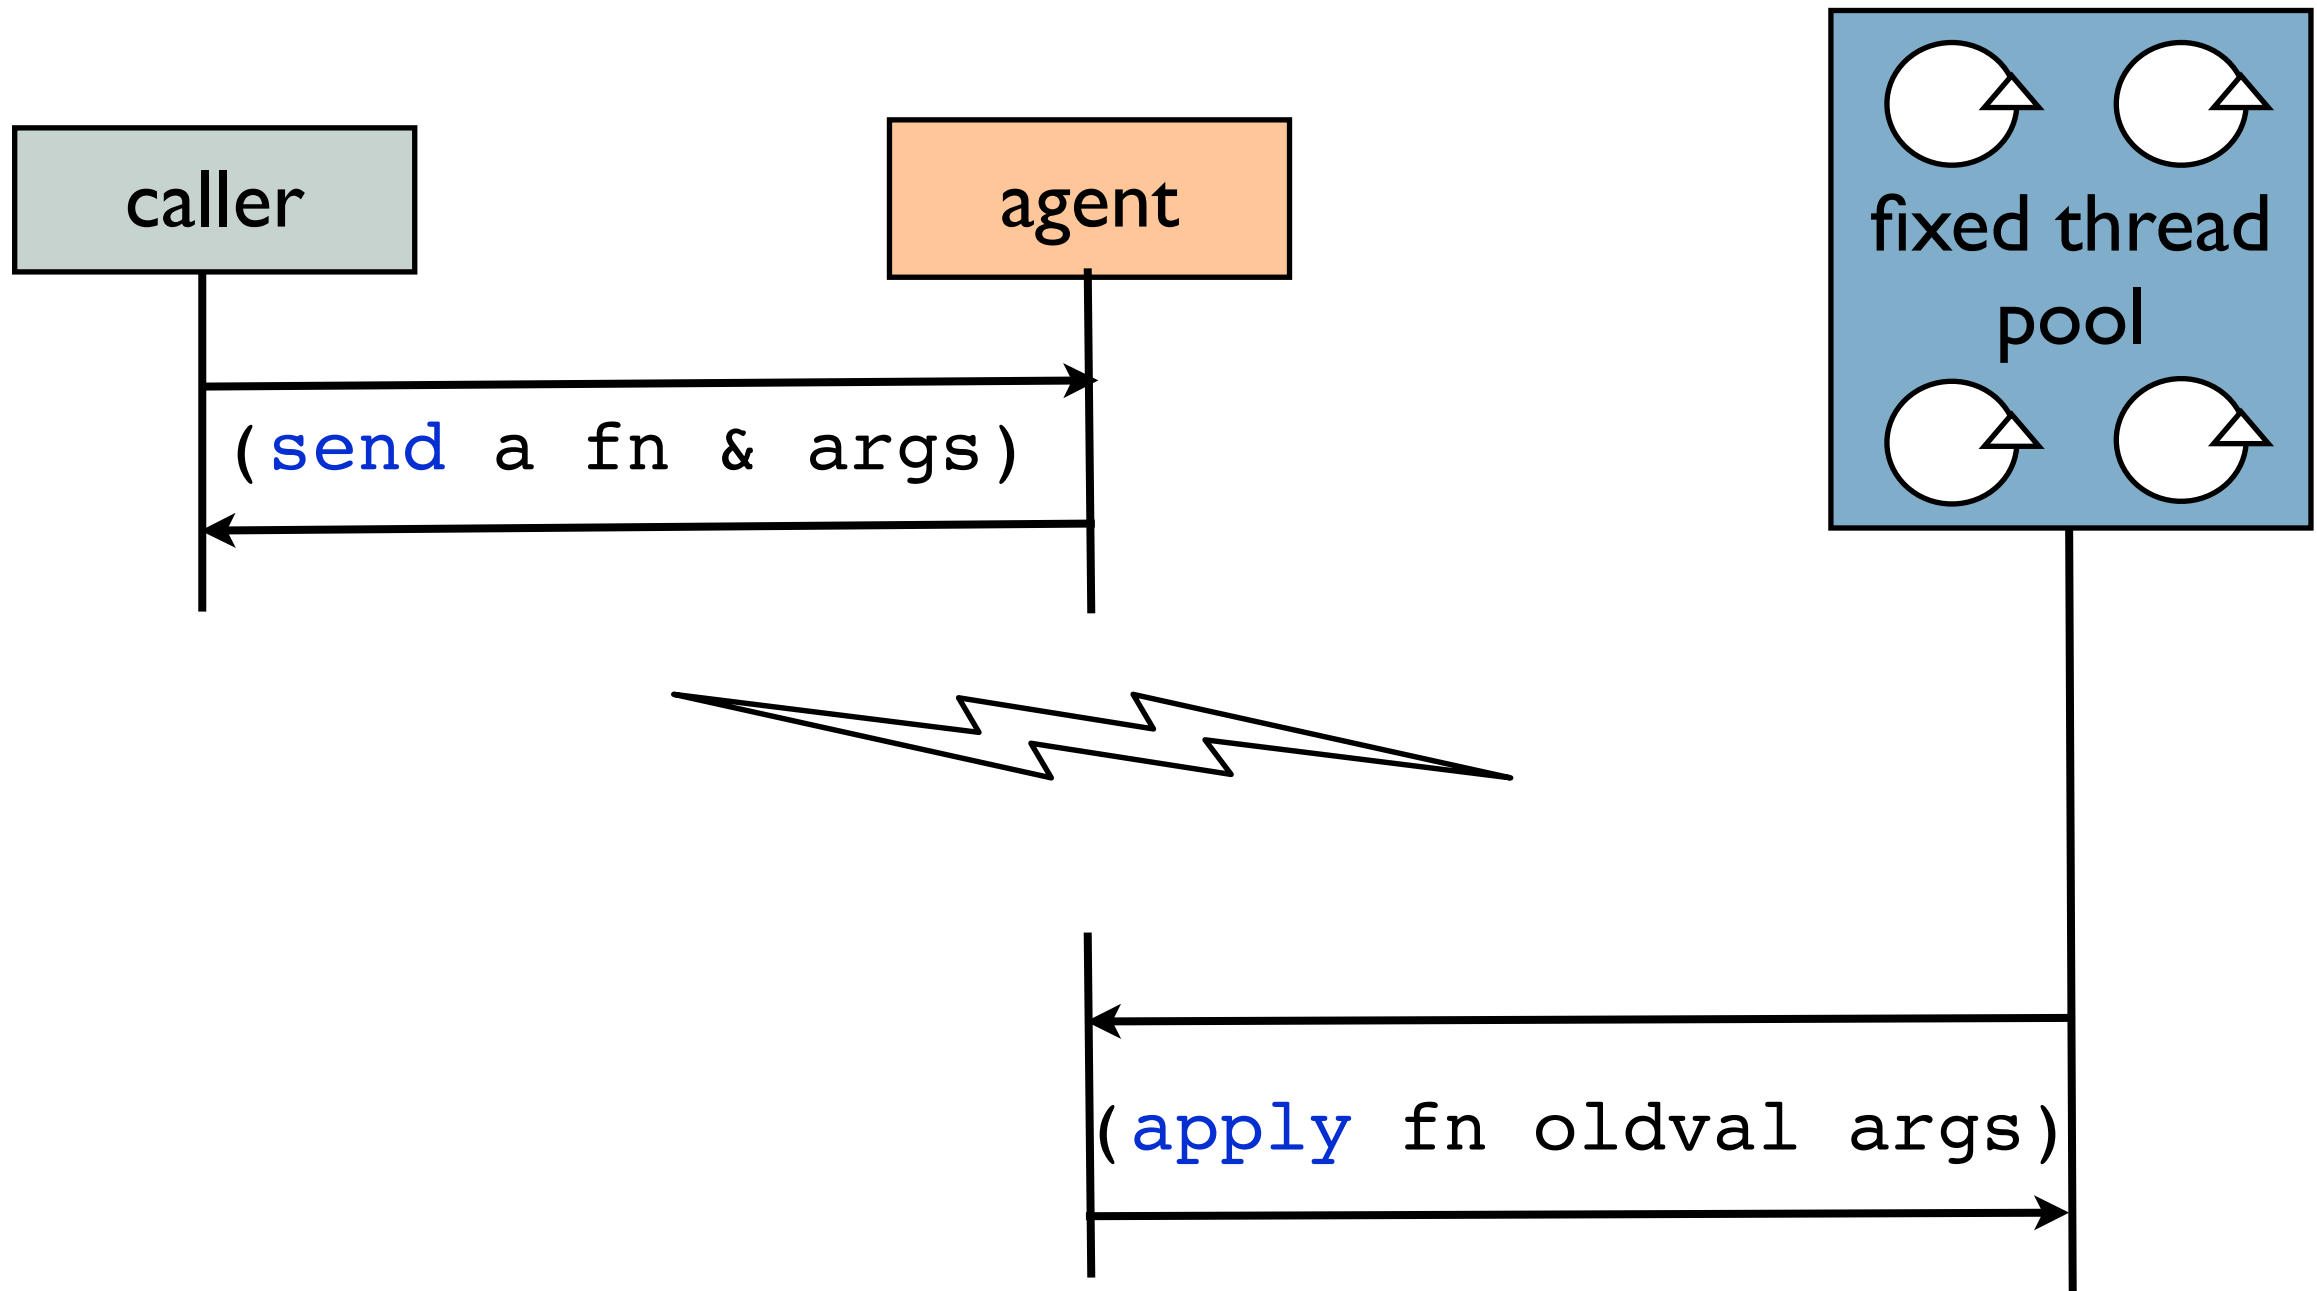 caller
agent
fixed thread
pool
(send a fn & args)
(apply fn oldval args)